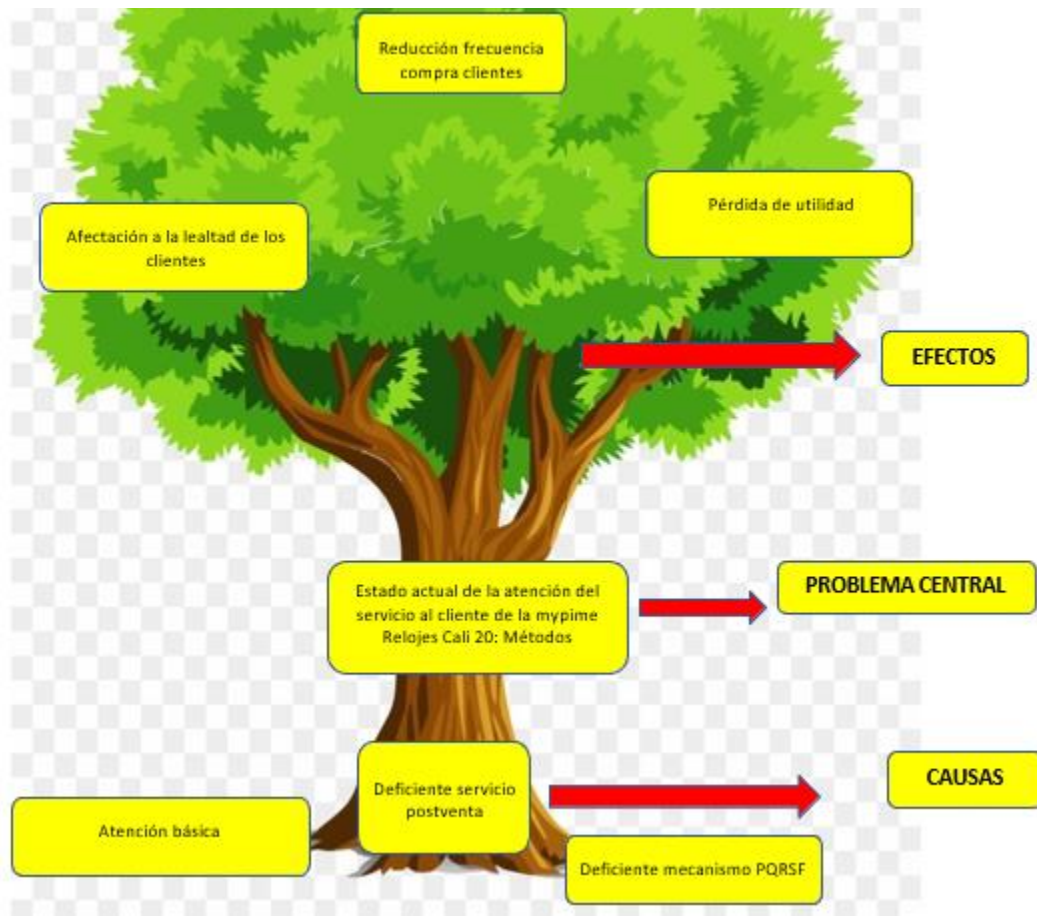 Reducción frecuencia
compra clientes
Pérdida de utilidad
Afectación a la lealtad de los
clientes
EFECTOS
Estado actual de la atención del
servicio al cliente de la mypime
Relojes Cali 20: Métodos
PROBLEMA CENTRAL
Deficiente servicio
postventa
CAUSAS
Atención básica
Deficiente mecanismo PQRSF